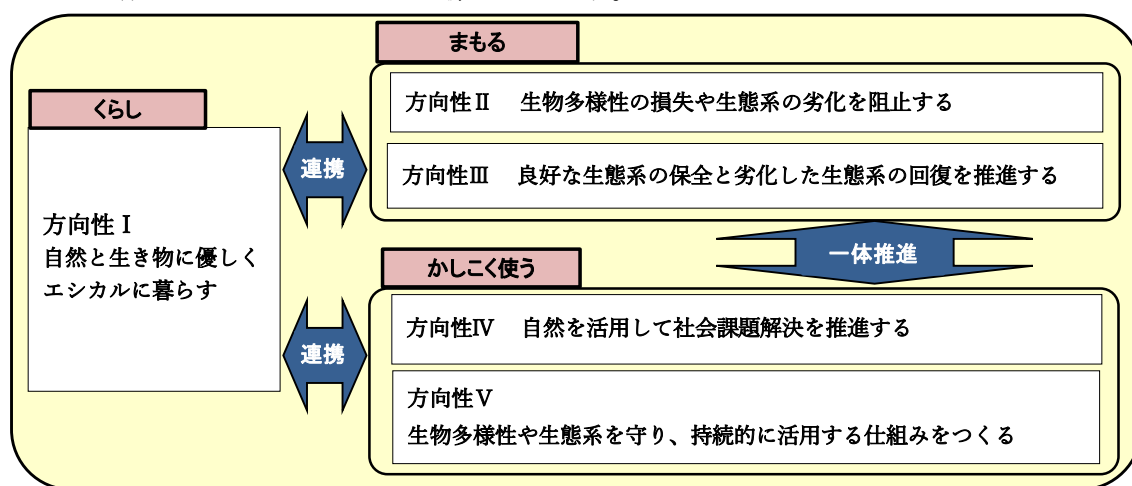 まもる
方向性Ⅱ 生物多様性の損失や生態系の劣化を阻止する
方向性Ⅲ 良好な生態系の保全と劣化した生態系の回復を推進する
くらし
方向性Ⅰ
自然と生き物に優しく
エシカルに暮らす
連携
一体推進
連携
かしこく使う
方向性Ⅳ 自然を活用して社会課題解決を推進する
方向性Ⅴ
生物多様性や生態系を守り、持続的に活用する仕組みをつくる